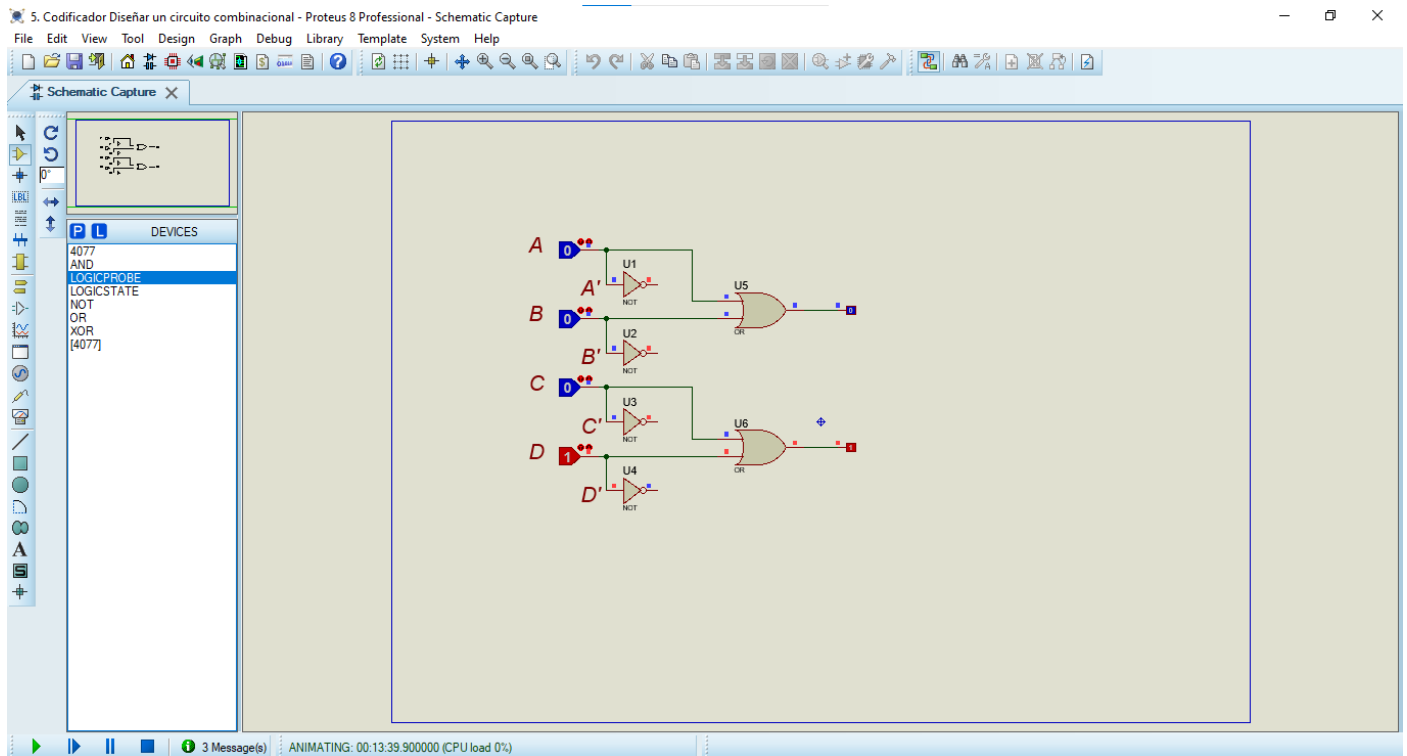 5. Codificador Diseñar un circuito combinacional - Proteus 8 Professional - Schematic Capture
File Edit View Tool Design Graph Debug Library Template System Help
Schematic Capture
0°
LBL
P L DEVICES
4077
AND
LOGICPROBE
LOGICSTATE
NOT
OR
XOR
[4077]
A
S
A 0
U1
A'
NOT
U5
B 0
0
OR
U2
B'
NOT
C 0
U3
C'
NOT
U6
D 1
1
OR
U4
D'
NOT
3 Message(s) ANIMATING: 00:13:39.900000 (CPU load 0%)